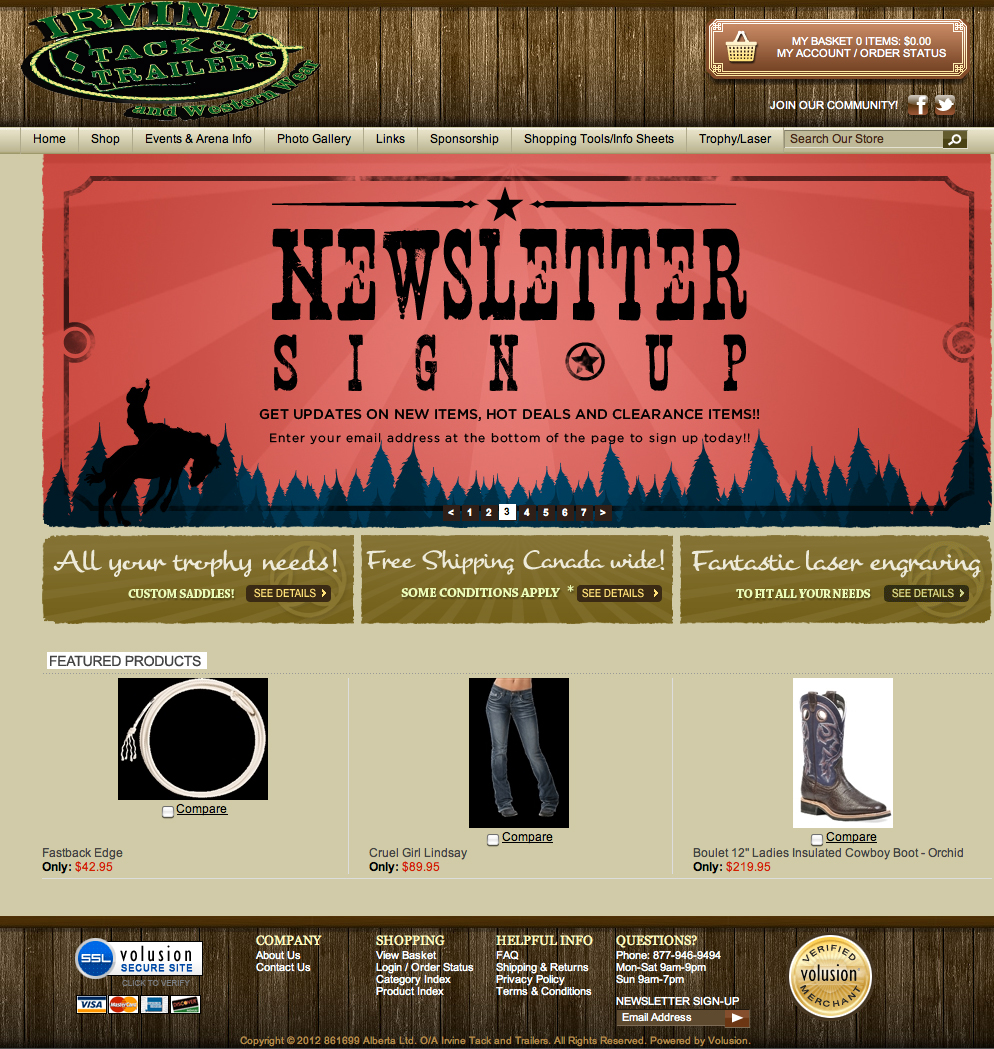 IRVINE
TACK &
TRAILERS
and Western Wear
MY BASKET 0 ITEMS: $0.00
MY ACCOUNT / ORDER STATUS
JOIN OUR COMMUNITY!
Home Shop Events & Arena Info Photo Gallery Links Sponsorship Shopping Tools/Info Sheets Trophy/Laser Search Our Store
NEWSLETTER
SIGN UP
GET UPDATES ON NEW ITEMS, HOT DEALS AND CLEARANCE ITEMS!!
Enter your email address at the bottom of the page to sign up today!!
< 1 2 3 4 5 6 7 >
All your trophy needs!
CUSTOM SADDLES! SEE DETAILS
Free Shipping Canada wide!
SOME CONDITIONS APPLY * SEE DETAILS
Fantastic laser engraving
TO FIT ALL YOUR NEEDS SEE DETAILS
FEATURED PRODUCTS
Compare
Fastback Edge
Only: $42.95
Compare
Cruel Girl Lindsay
Only: $89.95
Compare
Boulet 12" Ladies Insulated Cowboy Boot - Orchid
Only: $219.95
SSL volusion
SECURE SITE
CLICK TO VERIFY
VISA MasterCard DISCOVER
COMPANY
About Us
Contact Us
SHOPPING
View Basket
Login / Order Status
Category Index
Product Index
HELPFUL INFO
FAQ
Shipping & Returns
Privacy Policy
Terms & Conditions
QUESTIONS?
Phone: 877-946-9494
Mon-Sat 9am-9pm
Sun 9am-7pm
NEWSLETTER SIGN-UP
Email Address
VERIFIED
volusion
MERCHANT
Copyright © 2012 861699 Alberta Ltd. O/A Irvine Tack and Trailers. All Rights Reserved. Powered by Volusion.